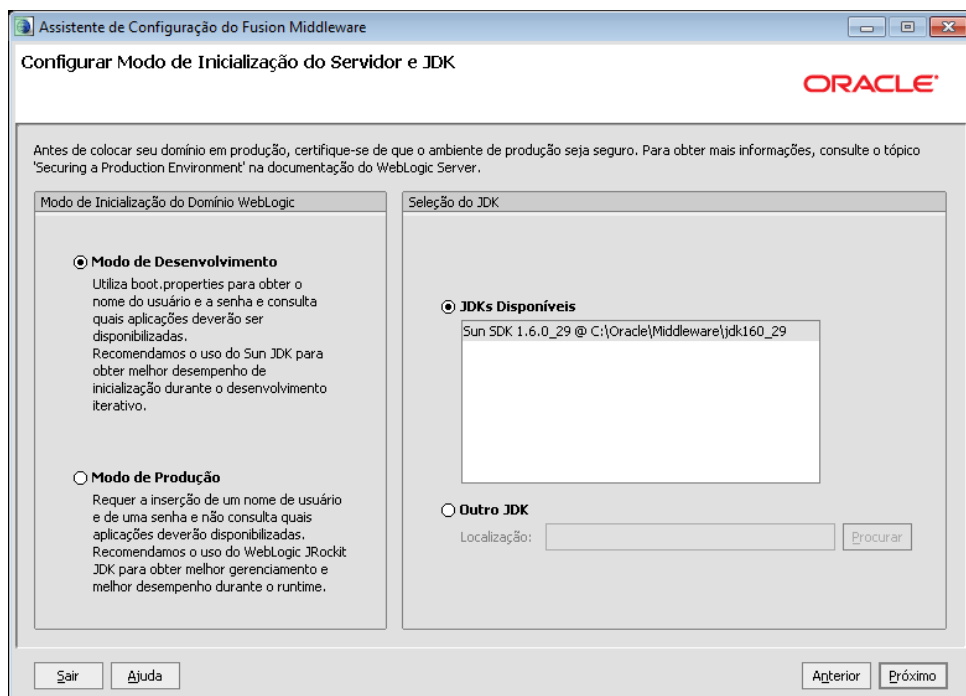 Assistente de Configuração do Fusion Middleware
Configurar Modo de Inicialização do Servidor e JDK
ORACLE
Antes de colocar seu domínio em produção, certifique-se de que o ambiente de produção seja seguro. Para obter mais informações, consulte o tópico
'Securing a Production Environment' na documentação do WebLogic Server.
Modo de Inicialização do Domínio WebLogic
Modo de Desenvolvimento
Utiliza boot.properties para obter o
nome do usuário e a senha e consulta
quais aplicações deverão ser
disponibilizadas.
Recomendamos o uso do Sun JDK para
obter melhor desempenho de
inicialização durante o desenvolvimento
iterativo.
Modo de Produção
Requer a inserção de um nome de usuário
e de uma senha e não consulta quais
aplicações deverão disponibilizadas.
Recomendamos o uso do WebLogic JRockit
JDK para obter melhor gerenciamento e
melhor desempenho durante o runtime.
Seleção do JDK
JDKs Disponíveis
Sun SDK 1.6.0_29 @ C:\Oracle\Middleware\jdk160_29
Outro JDK
Localização:
Procurar
Sair
Ajuda
Anterior
Próximo